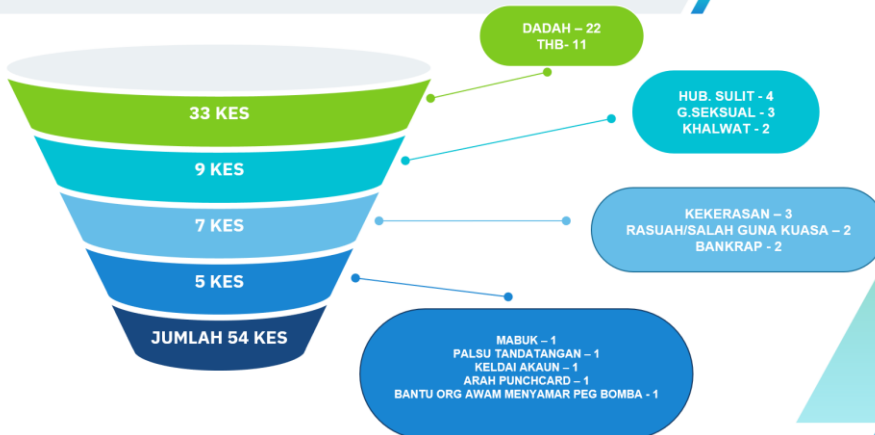 DADAH – 22
THB- 11
33 KES
HUB. SULIT - 4
G.SEKSUAL - 3
KHALWAT - 2
9 KES
KEKERASAN – 3
RASUAH/SALAH GUNA KUASA – 2
BANKRAP - 2
7 KES
5 KES
MABUK – 1
PALSU TANDATANGAN – 1
KELDAI AKAUN – 1
ARAH PUNCHCARD – 1
BANTU ORG AWAM MENYAMAR PEG BOMBA - 1
JUMLAH 54 KES